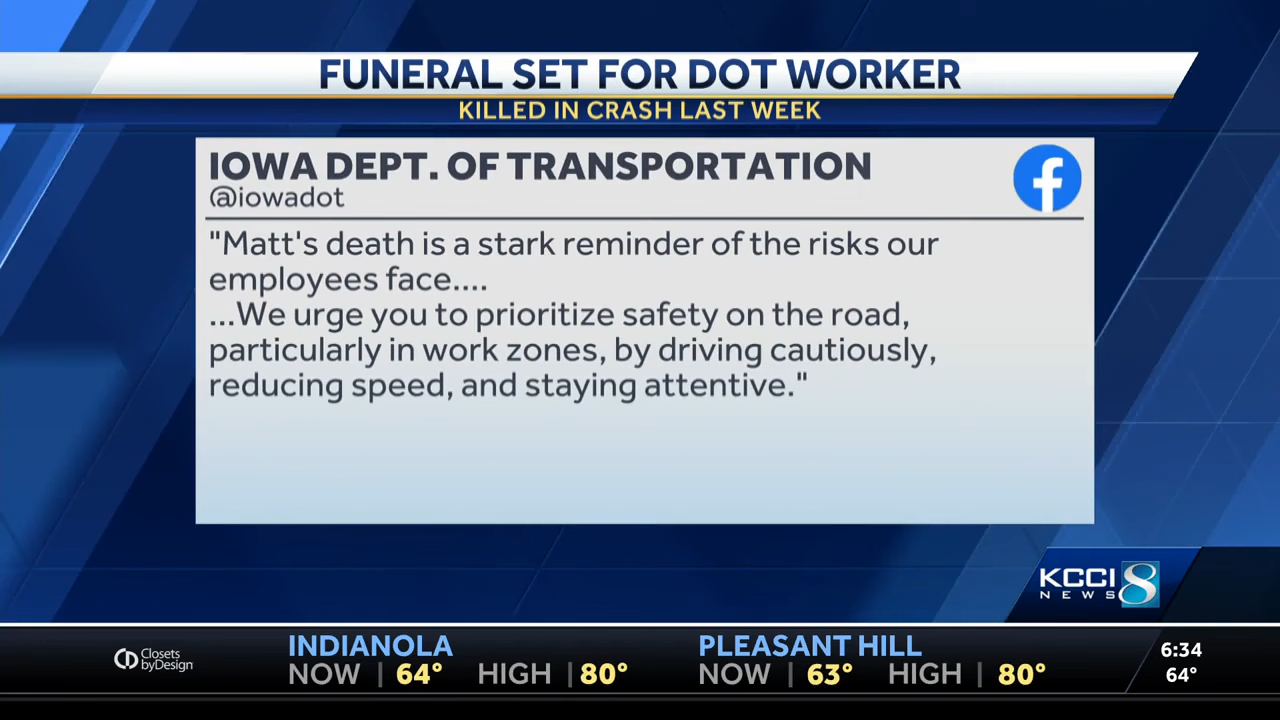 FUNERAL SET FOR DOT WORKER
KILLED IN CRASH LAST WEEK
IOWA DEPT. OF TRANSPORTATION
@iowadot
"Matt's death is a stark reminder of the risks our
employees face....
...We urge you to prioritize safety on the road,
particularly in work zones, by driving cautiously,
reducing speed, and staying attentive."
KCCI 8
NEWS
Closets
byDesign
INDIANOLA
NOW | 64° HIGH | 80°
PLEASANT HILL
NOW | 63° HIGH | 80°
6:34
64°